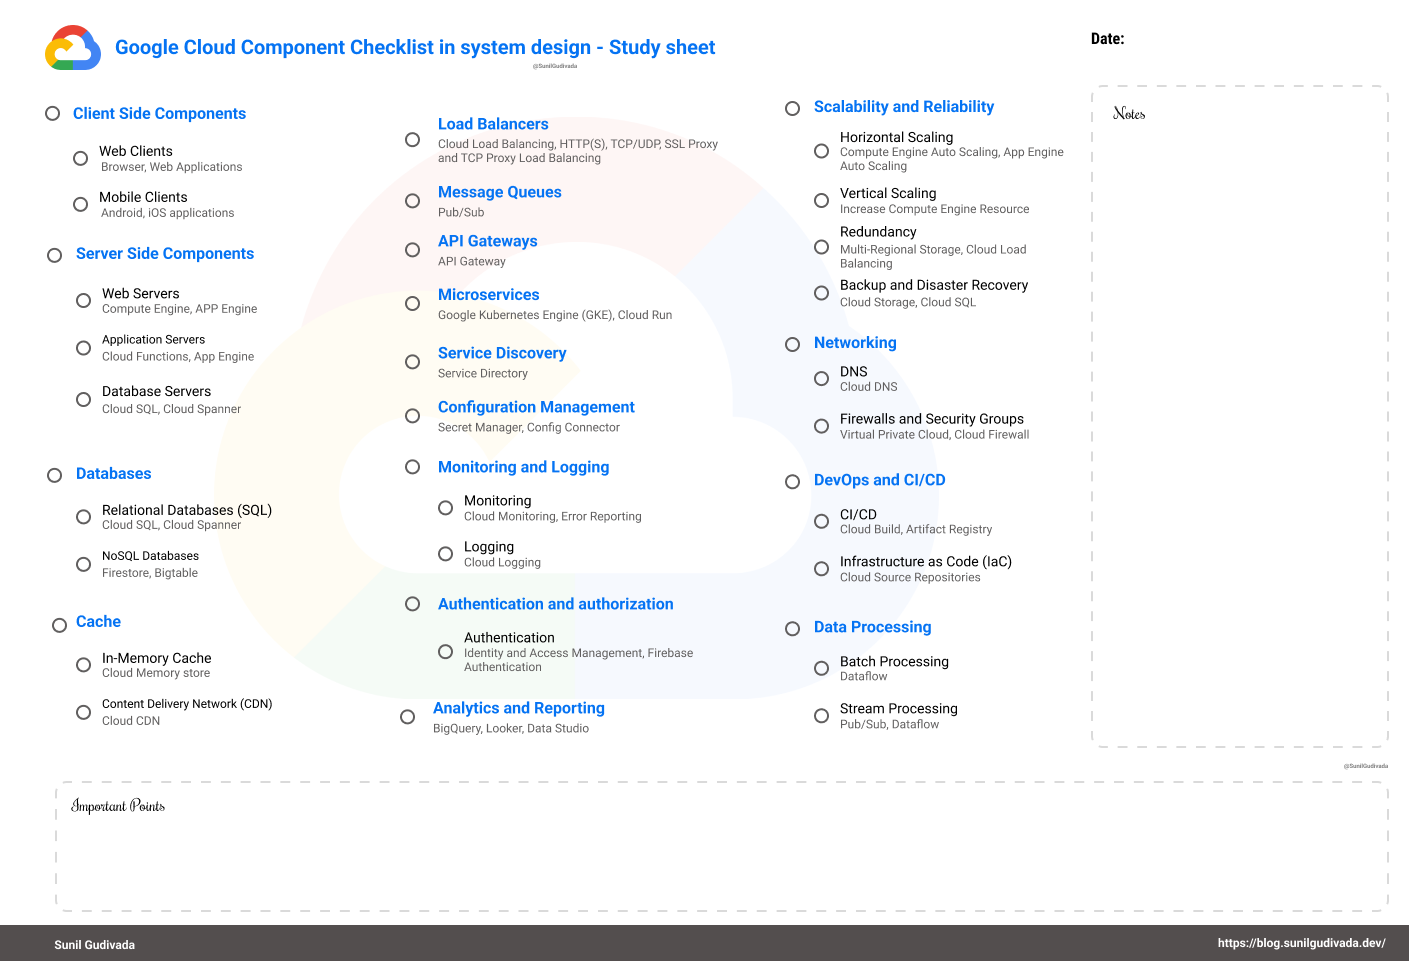 Google Cloud Component Checklist in system design - Study sheet
@SunilGudivada
Date:
Client Side Components
Web Clients
Browser, Web Applications
Mobile Clients
Android, iOS applications
Server Side Components
Web Servers
Compute Engine, APP Engine
Application Servers
Cloud Functions, App Engine
Database Servers
Cloud SQL, Cloud Spanner
Databases
Relational Databases (SQL)
Cloud SQL, Cloud Spanner
NoSQL Databases
Firestore, Bigtable
Cache
In-Memory Cache
Cloud Memory store
Content Delivery Network (CDN)
Cloud CDN
Load Balancers
Cloud Load Balancing, HTTP(S), TCP/UDP, SSL Proxy
and TCP Proxy Load Balancing
Message Queues
Pub/Sub
API Gateways
API Gateway
Microservices
Google Kubernetes Engine (GKE), Cloud Run
Service Discovery
Service Directory
Configuration Management
Secret Manager, Config Connector
Monitoring and Logging
Monitoring
Cloud Monitoring, Error Reporting
Logging
Cloud Logging
Authentication and authorization
Authentication
Identity and Access Management, Firebase
Authentication
Analytics and Reporting
BigQuery, Looker, Data Studio
Scalability and Reliability
Horizontal Scaling
Compute Engine Auto Scaling, App Engine
Auto Scaling
Vertical Scaling
Increase Compute Engine Resource
Redundancy
Multi-Regional Storage, Cloud Load
Balancing
Backup and Disaster Recovery
Cloud Storage, Cloud SQL
Networking
DNS
Cloud DNS
Firewalls and Security Groups
Virtual Private Cloud, Cloud Firewall
DevOps and CI/CD
CI/CD
Cloud Build, Artifact Registry
Infrastructure as Code (IaC)
Cloud Source Repositories
Data Processing
Batch Processing
Dataflow
Stream Processing
Pub/Sub, Dataflow
Notes
@SunilGudivada
Important Points
Sunil Gudivada
https://blog.sunilgudivada.dev/